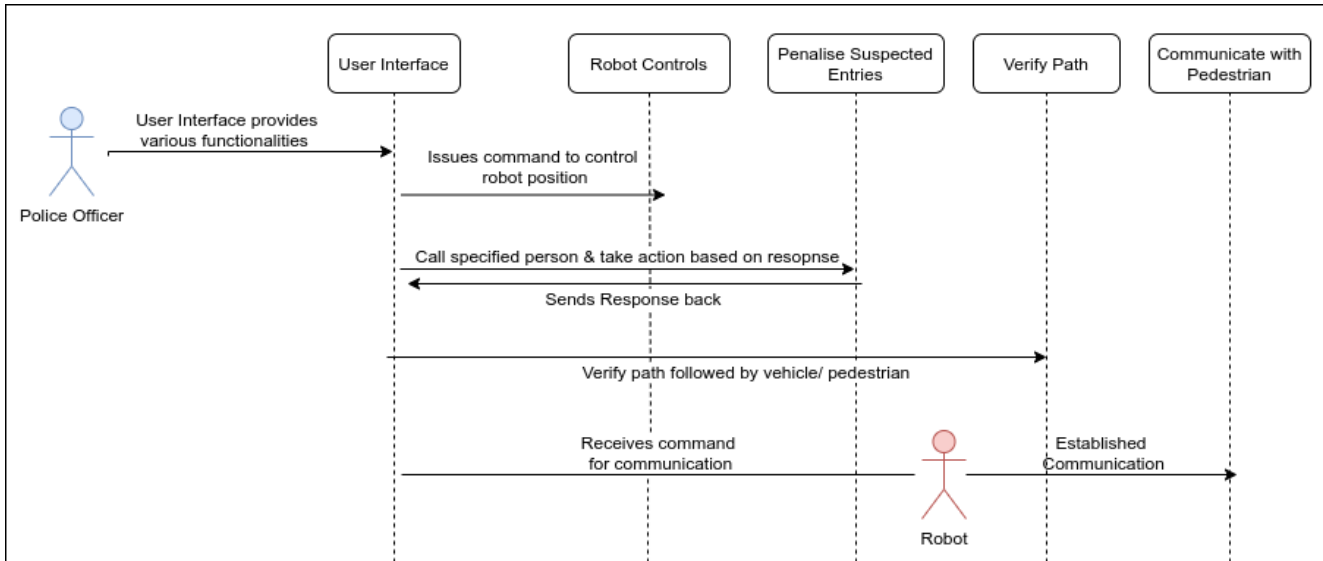 User Interface
Robot Controls
Penalise Suspected
Entries
Verify Path
Communicate with
Pedestrian
User Interface provides
various functionalities
Police Officer
Issues command to control
robot position
Call specified person & take action based on resopnse
Sends Response back
Verify path followed by vehicle/ pedestrian
Receives command
for communication
Established
Communication
Robot